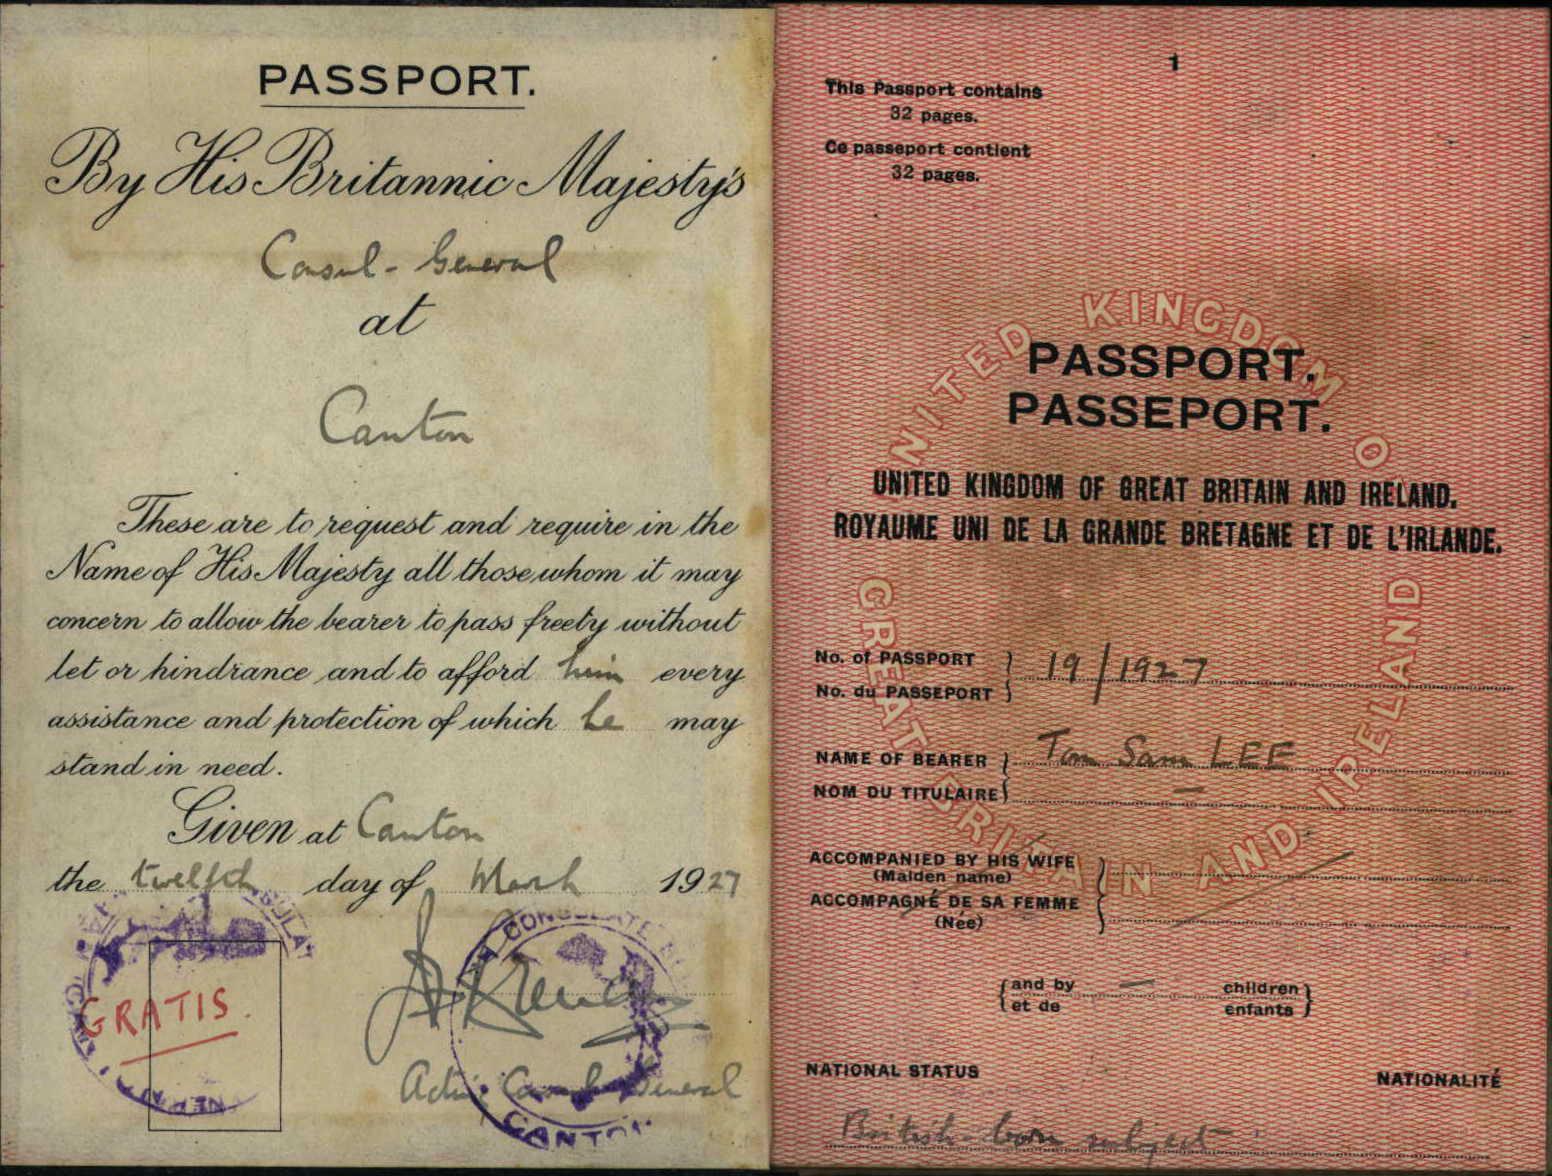 PASSPORT.
By His Britannic Majesty's
Consul-General
at
Canton
These are to request and require in the
Name of His Majesty all those whom it may
concern to allow the bearer to pass freely without
let or hindrance and to afford him every
assistance and protection of which he may
stand in need.
Given at Canton
the twelfth day of March 1927
GRATIS.
CONSULATE
Acting Consul General
CANTON
1
This Passport contains
32 pages.
Ce passeport contient
32 pages.
UNITED KINGDOM OF GREAT BRITAIN AND IRELAND
PASSPORT.
PASSEPORT.
UNITED KINGDOM OF GREAT BRITAIN AND IRELAND.
ROYAUME UNI DE LA GRANDE BRETAGNE ET DE L'IRLANDE.
No. of PASSPORT } 19/1927
No. du PASSEPORT
NAME OF BEARER } Tom Sam LEE
NOM DU TITULAIRE —
ACCOMPANIED BY HIS WIFE
(Maiden name)
ACCOMPAGNÉ DE SA FEMME
(Née)
{ and by — children }
et de enfants
NATIONAL STATUS NATIONALITÉ
British-born subject